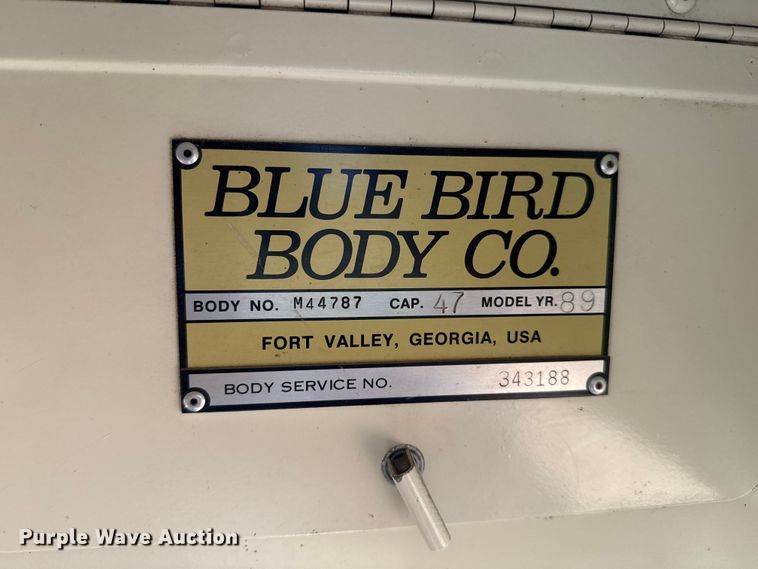 BLUE BIRD
BODY CO.
BODY NO. M44787 CAP. 47 MODEL YR. 89
FORT VALLEY, GEORGIA, USA
BODY SERVICE NO. 343188
Purple Wave Auction